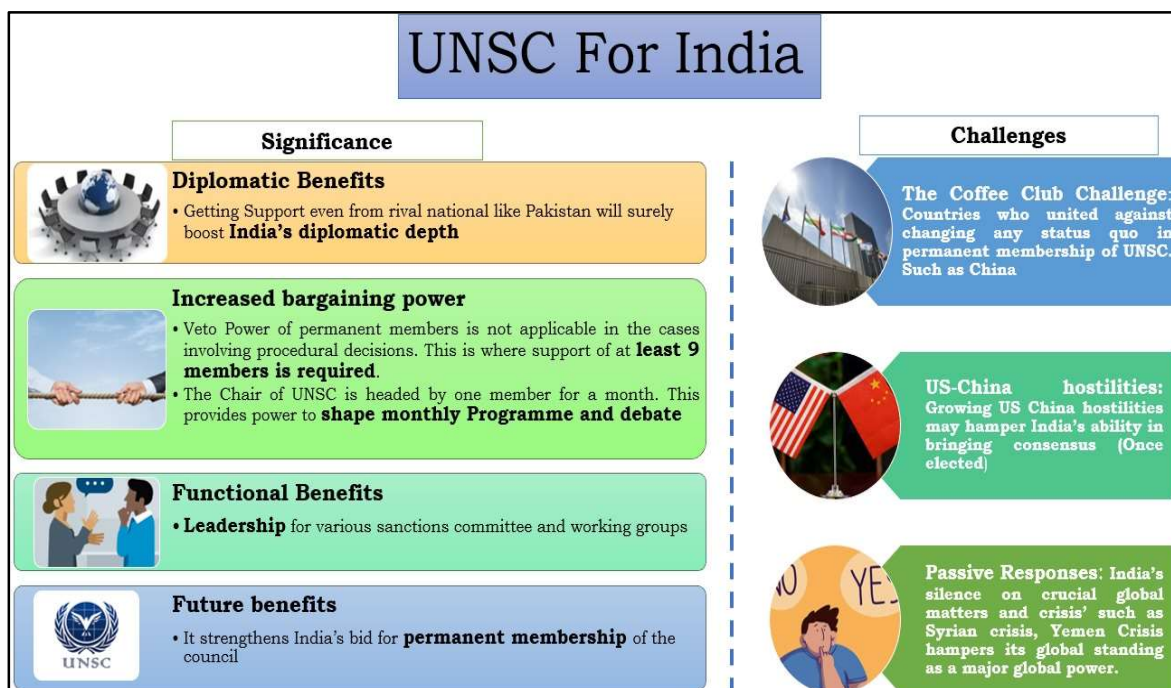 UNSC For India
Significance
Diplomatic Benefits
• Getting Support even from rival national like Pakistan will surely
boost India's diplomatic depth
Increased bargaining power
• Veto Power of permanent members is not applicable in the cases
involving procedural decisions. This is where support of at least 9
members is required.
• The Chair of UNSC is headed by one member for a month. This
provides power to shape monthly Programme and debate
Functional Benefits
• Leadership for various sanctions committee and working groups
UNSC
Future benefits
• It strengthens India's bid for permanent membership of the
council
Challenges
The Coffee Club Challenge:
Countries who united against
changing any status quo in
permanent membership of UNSC.
Such as China
US-China hostilities:
Growing US China hostilities
may hamper India's ability in
bringing consensus (Once
elected)
NO YES
Passive Responses: India's
silence on crucial global
matters and crisis' such as
Syrian crisis, Yemen Crisis
hampers its global standing
as a major global power.